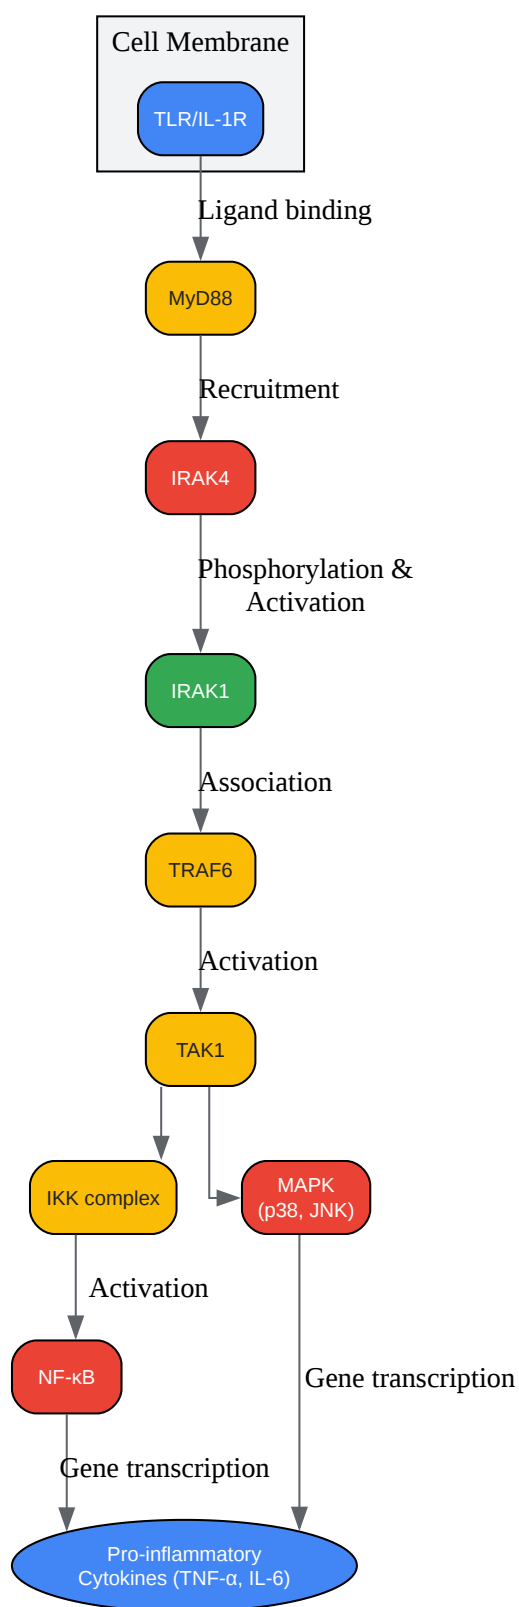 Cell Membrane
TLR/IL-1R
Ligand binding
MyD88
Recruitment
IRAK4
Phosphorylation &
Activation
IRAK1
Association
TRAF6
Activation
TAK1
IKK complex
MAPK
(p38, JNK)
Activation
NF-κB
Gene transcription
Gene transcription
Pro-inflammatory
Cytokines (TNF-α, IL-6)